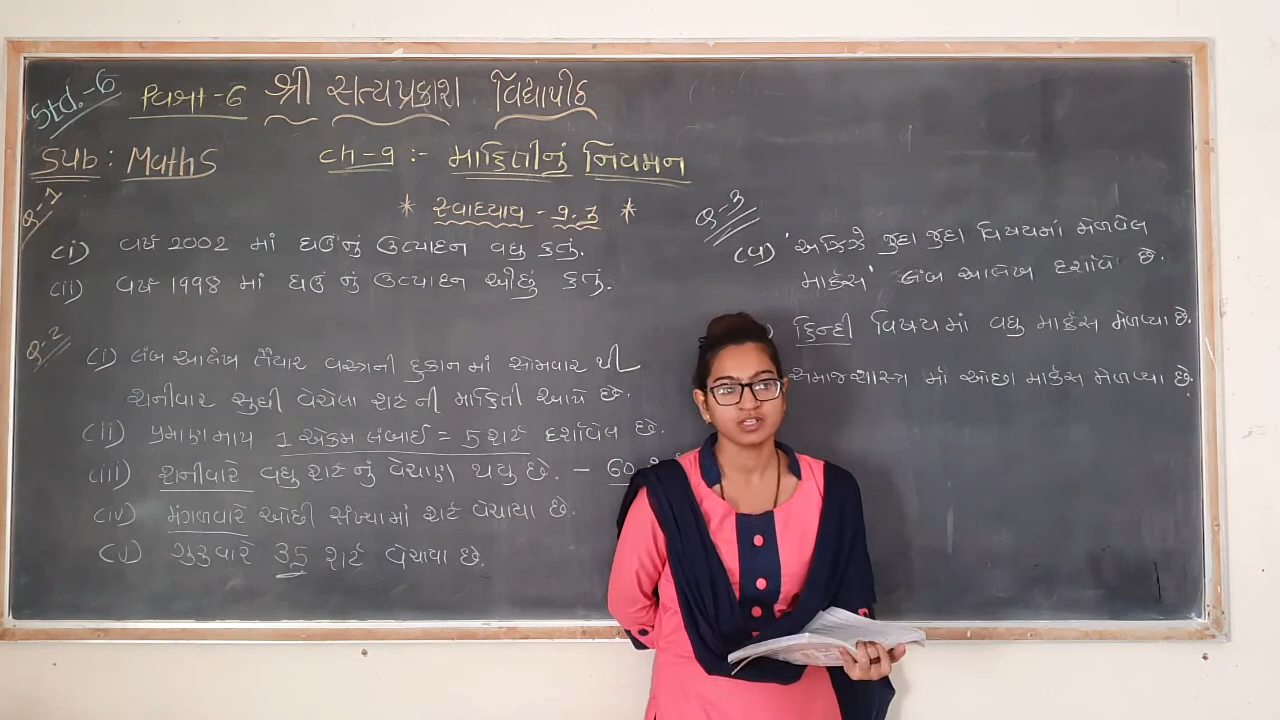 Std.-6 વિભાગ-6 શ્રી સત્યપ્રકાશ વિદ્યાપીઠ
Sub : Maths ch-9 :- માહિતીનું નિયમન
* સ્વાધ્યાય - 9.3 *
Q-1
(i) વર્ષ 2002 માં ઘઉંનું ઉત્પાદન વધુ હતું.
(ii) વર્ષ 1998 માં ઘઉં નું ઉત્પાદન ઓછું હતું.
Q-2
(i) લંબ આલેખ તૈયાર વસ્ત્રની દુકાન માં સોમવાર થી
શનીવાર સુધી વેચેલા શર્ટ ની માહિતી આપે છે.
(ii) પ્રમાણમાપ 1 એકમ લંબાઈ = 5 શર્ટ દર્શાવેલ છે.
(iii) શનીવારે વધુ શર્ટનું વેચાણ થયુ છે. - 60
(iv) મંગળવારે ઓછી સંખ્યામાં શર્ટ વેચાયા છે.
(v) ગુરુવારે 35 શર્ટ વેચાયા છે.
Q-3
'અઝિઝે જુદા જુદા વિષયમાં મેળવેલ
માર્કસ' લંબ આલેખ દર્શાવે છે.
હિન્દી વિષયમાં વધુ માર્કસ મેળવ્યા છે.
સમાજશાસ્ત્ર માં ઓછા માર્કસ મેળવ્યા છે.